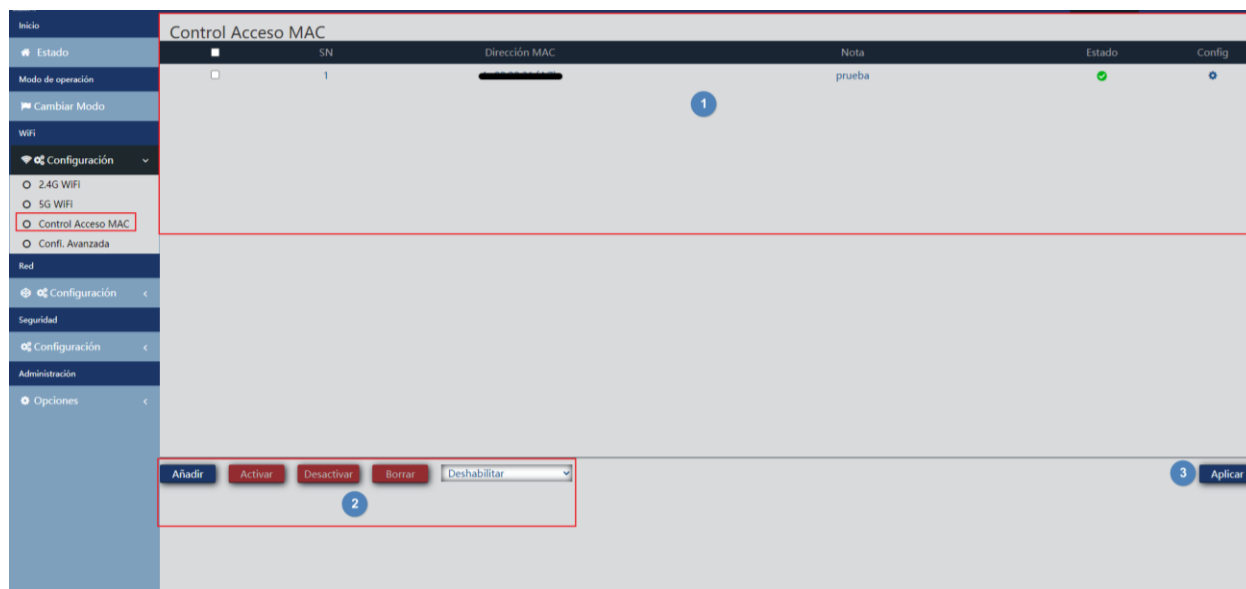 Inicio
Estado
Modo de operación
Cambiar Modo
WiFi
Configuración
2.4G WiFi
5G WiFi
Control Acceso MAC
Confi. Avanzada
Red
Configuración
Seguridad
Configuración
Administración
Opciones
Control Acceso MAC
SN Dirección MAC Nota Estado Config
1 prueba
1
Añadir Activar Desactivar Borrar Deshabilitar
2
3 Aplicar